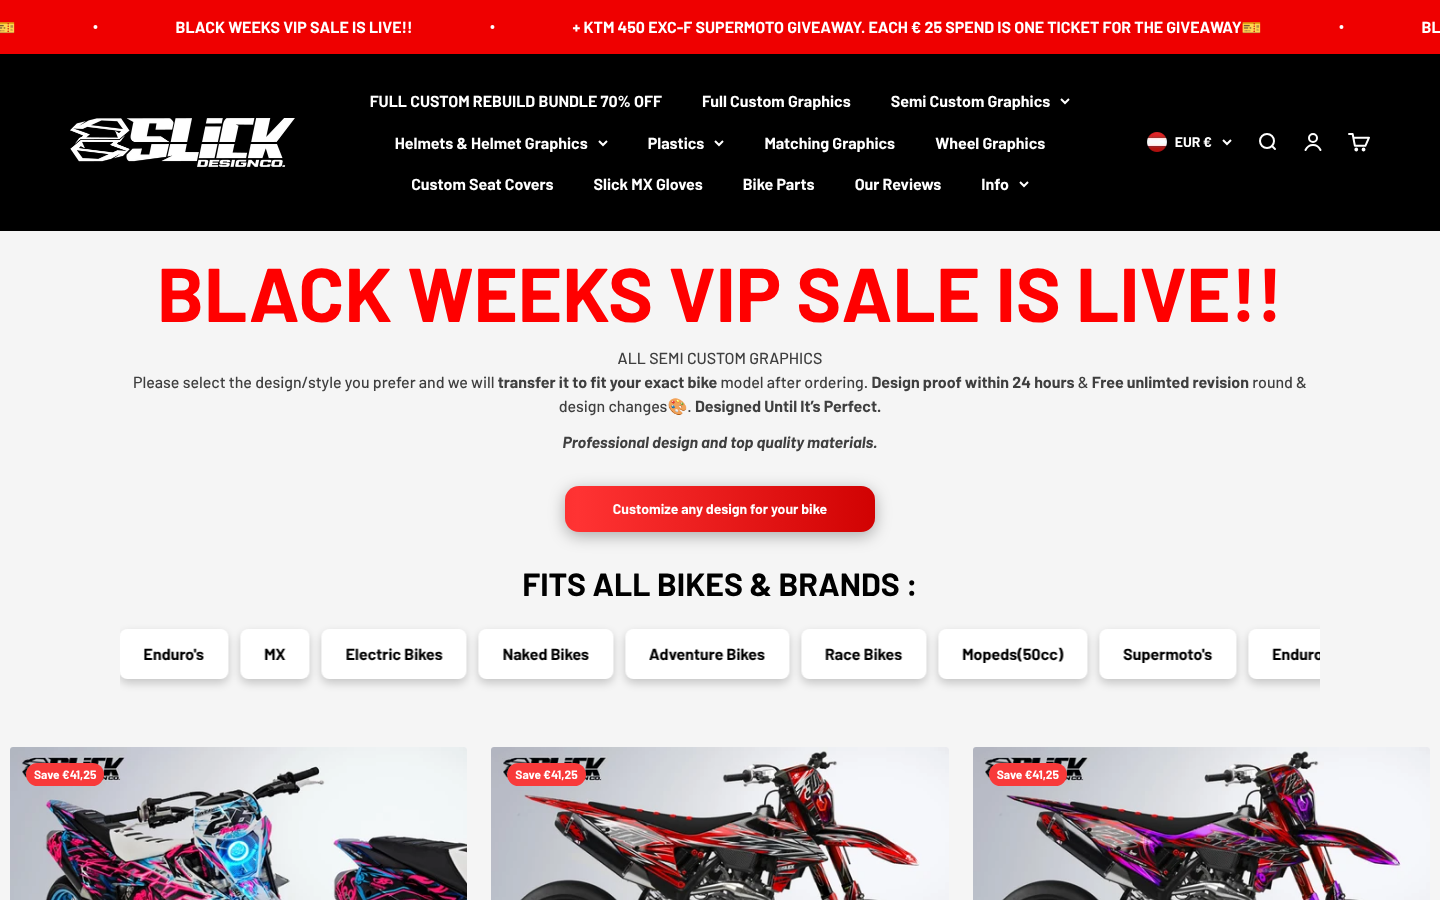 BLACK WEEKS VIP SALE IS LIVE!! • + KTM 450 EXC-F SUPERMOTO GIVEAWAY. EACH € 25 SPEND IS ONE TICKET FOR THE GIVEAWAY🎫 • BL
FULL CUSTOM REBUILD BUNDLE 70% OFF Full Custom Graphics Semi Custom Graphics
SLICK
DESIGNCO.
Helmets & Helmet Graphics Plastics Matching Graphics Wheel Graphics
EUR €
Custom Seat Covers Slick MX Gloves Bike Parts Our Reviews Info
BLACK WEEKS VIP SALE IS LIVE!!
ALL SEMI CUSTOM GRAPHICS
Please select the design/style you prefer and we will transfer it to fit your exact bike model after ordering. Design proof within 24 hours & Free unlimted revision round &
design changes🎨. Designed Until It’s Perfect.
Professional design and top quality materials.
Customize any design for your bike
FITS ALL BIKES & BRANDS :
Enduro's MX Electric Bikes Naked Bikes Adventure Bikes Race Bikes Mopeds(50cc) Supermoto's Enduro
Save €41,25 Save €41,25 Save €41,25